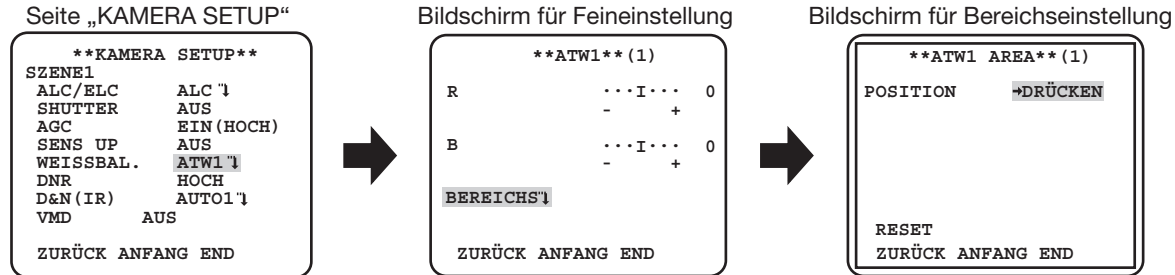 Seite „KAMERA SETUP“
**KAMERA SETUP**
SZENE1
ALC/ELC ALC
SHUTTER AUS
AGC EIN(HOCH)
SENS UP AUS
WEISSBAL. ATW1
DNR HOCH
D&N(IR) AUTO1
VMD AUS
ZURÜCK ANFANG END
Bildschirm für Feineinstellung
**ATW1**(1)
R ···I··· 0
- +
B ···I··· 0
- +
BEREICHS
ZURÜCK ANFANG END
Bildschirm für Bereichseinstellung
**ATW1 AREA**(1)
POSITION →DRÜCKEN
RESET
ZURÜCK ANFANG END